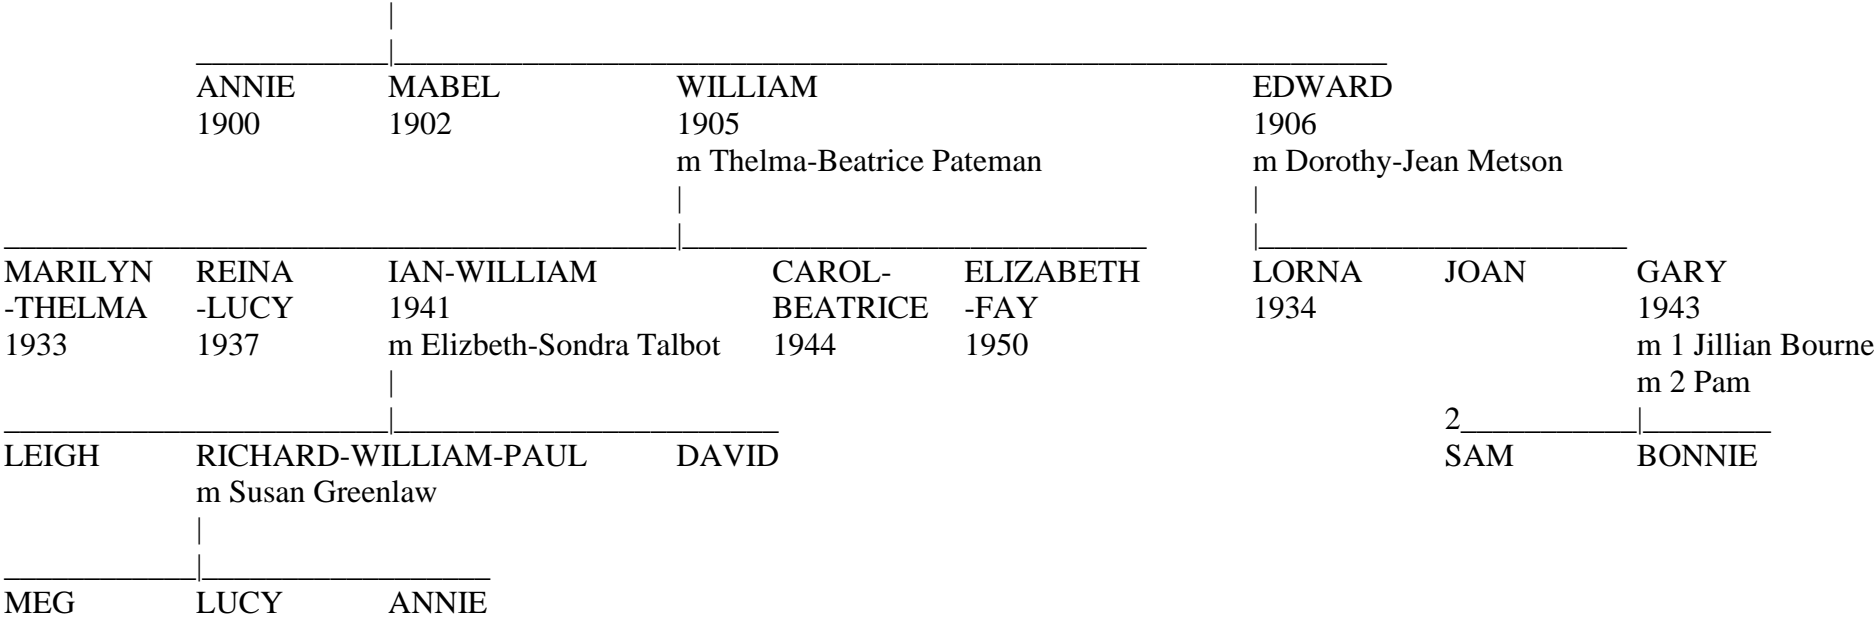 ANNIE MABEL WILLIAM EDWARD
1900 1902 1905 1906
m Thelma-Beatrice Pateman m Dorothy-Jean Metson
MARILYN REINA IAN-WILLIAM CAROL- ELIZABETH LORNA JOAN GARY
-THELMA -LUCY 1941 BEATRICE -FAY 1934 1943
1933 1937 m Elizbeth-Sondra Talbot 1944 1950 m 1 Jillian Bourne
m 2 Pam
2
LEIGH RICHARD-WILLIAM-PAUL DAVID SAM BONNIE
m Susan Greenlaw
MEG LUCY ANNIE